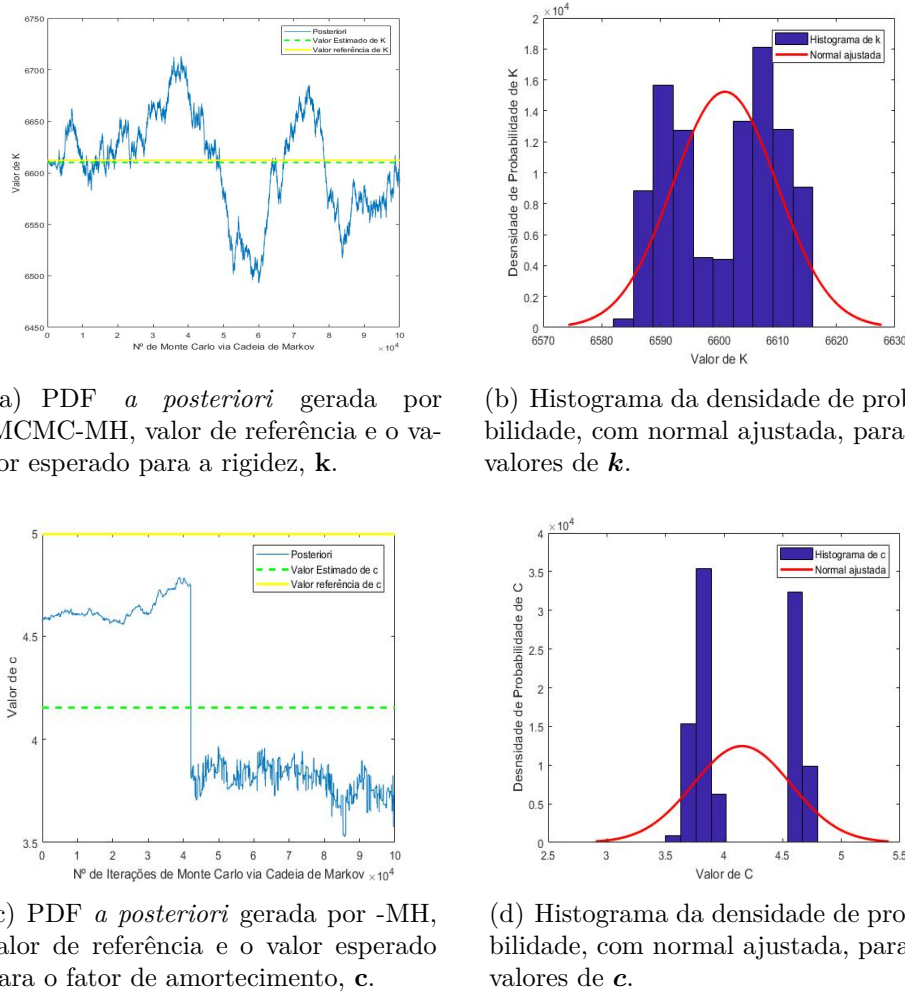 6750
6700
6650
6600
6550
6500
6450
Valor de K
0 1 2 3 4 5 6 7 8 9 10
×10⁴
Nº de Monte Carlo via Cadeia de Markov
Posteriori
Valor Estimado de K
Valor referência de K
×10⁴
2
1.8
1.6
1.4
1.2
1
0.8
0.6
0.4
0.2
0
Desnsidade de Probabilidade de K
6570 6580 6590 6600 6610 6620 6630
Valor de K
Histograma de k
Normal ajustada
a) PDF a posteriori gerada por
MCMC-MH, valor de referência e o va-
or esperado para a rigidez, k.
(b) Histograma da densidade de prob
bilidade, com normal ajustada, para
valores de k.
5
4.5
4
3.5
Valor de c
0 1 2 3 4 5 6 7 8 9 10
Nº de Iterações de Monte Carlo via Cadeia de Markov ×10⁴
Posteriori
Valor Estimado de c
Valor referência de c
×10⁴
4
3.5
3
2.5
2
1.5
1
0.5
0
Desnsidade de Probabilidade de C
2.5 3 3.5 4 4.5 5 5.5
Valor de C
Histograma de c
Normal ajustada
c) PDF a posteriori gerada por -MH,
alor de referência e o valor esperado
ara o fator de amortecimento, c.
(d) Histograma da densidade de pro
bilidade, com normal ajustada, para
valores de c.